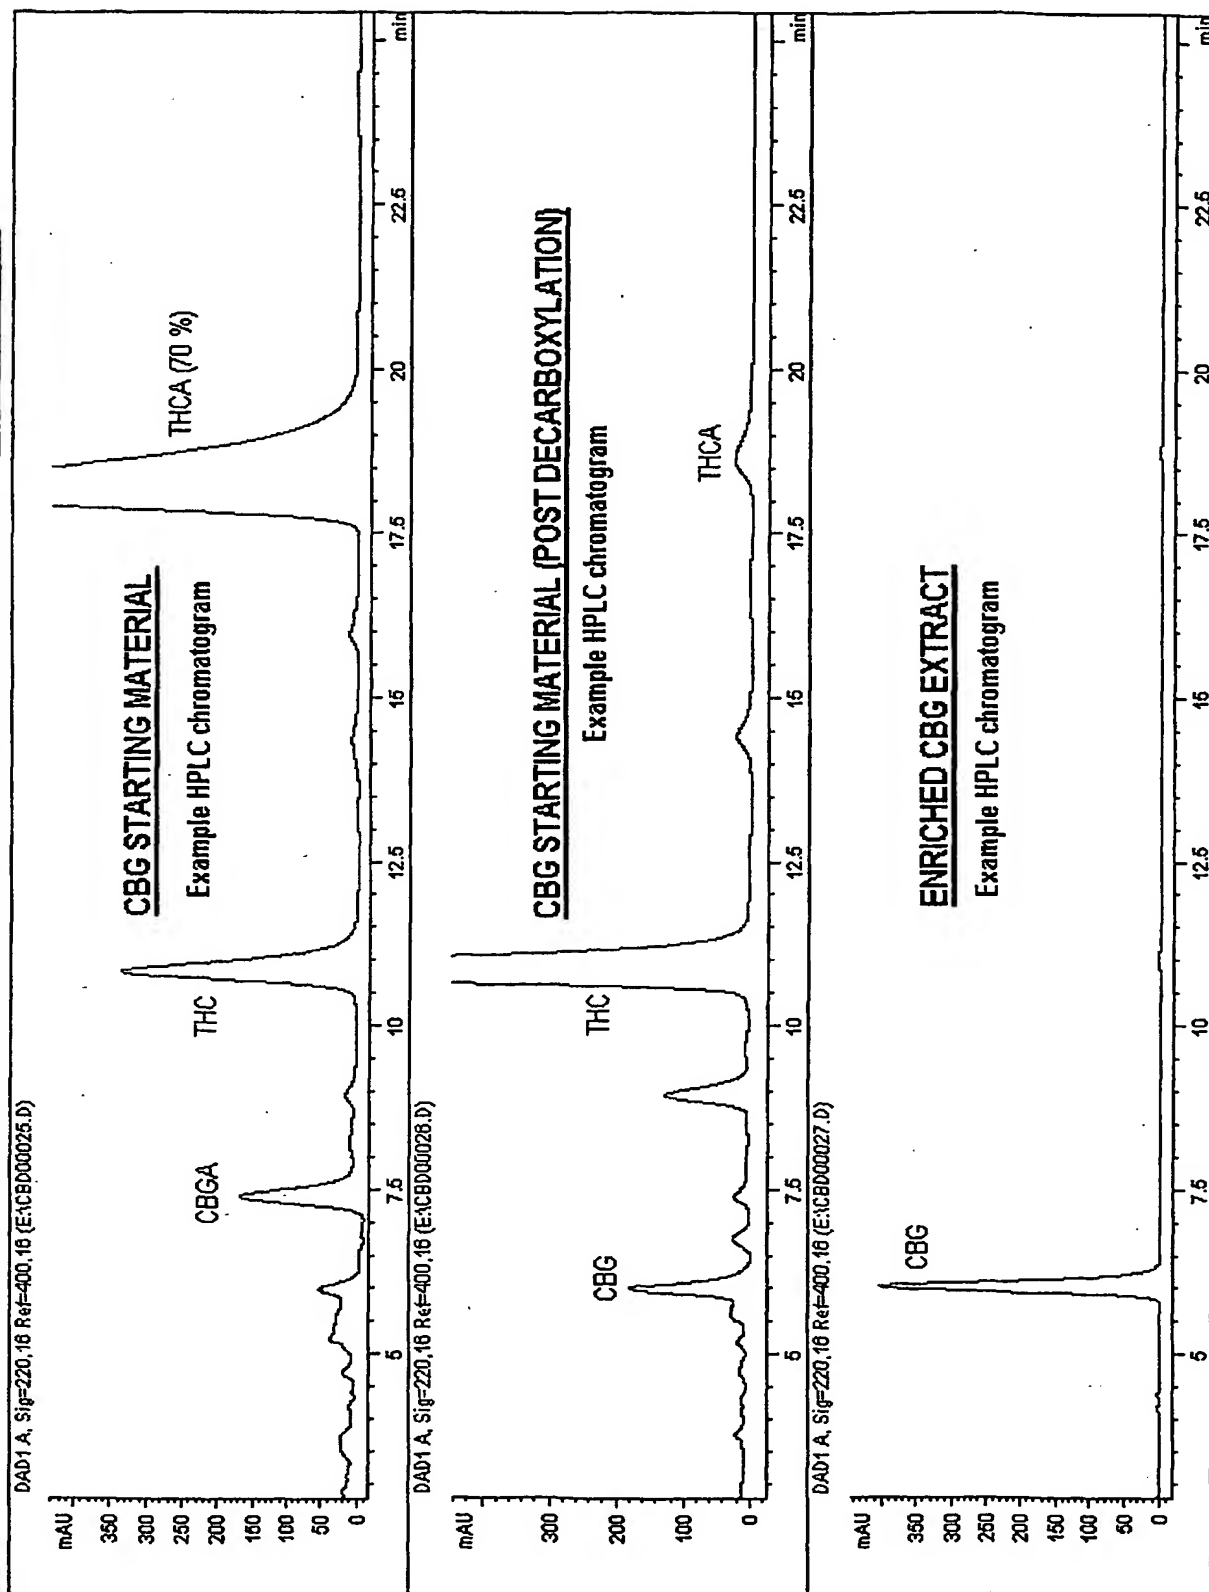 DAD1 A, Sig=220,16 Ref=400,16 (E:\CBD00025.D)
mAU
350
300
250
200
150
100
50
0
CBGA
THC
CBG STARTING MATERIAL
Example HPLC chromatogram
THCA (70 %)
5
7.5
10
12.5
15
17.5
20
22.5
min
DAD1 A, Sig=220,16 Ref=400,16 (E:\CBD00026.D)
mAU
300
200
100
0
CBG
THC
CBG STARTING MATERIAL (POST DECARBOXYLATION)
Example HPLC chromatogram
THCA
5
7.5
10
12.5
15
17.5
20
22.5
min
DAD1 A, Sig=220,16 Ref=400,16 (E:\CBD00027.D)
mAU
350
300
250
200
150
100
50
0
CBG
ENRICHED CBG EXTRACT
Example HPLC chromatogram
5
7.5
10
12.5
15
17.5
20
22.5
min